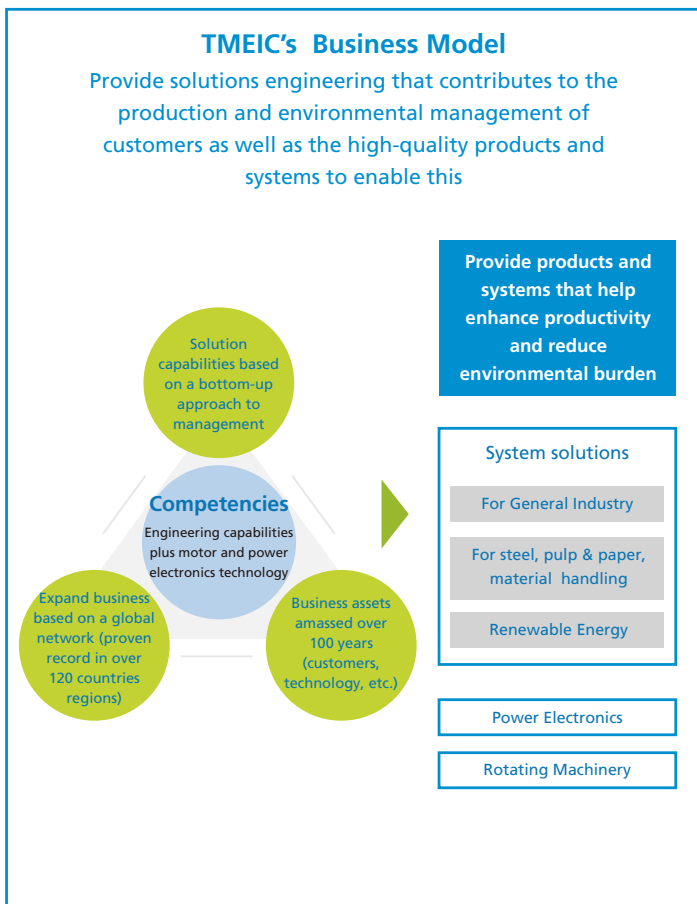 TMEIC's  Business Model
Provide solutions engineering that contributes to the
production and environmental management of
customers as well as the high-quality products and
systems to enable this
Solution
capabilities based
on a bottom-up
approach to
management
Competencies
Engineering capabilities
plus motor and power
electronics technology
Expand business
based on a global
network (proven
record in over
120 countries
regions)
Business assets
amassed over
100 years
(customers,
technology, etc.)
Provide products and
systems that help
enhance productivity
and reduce
environmental burden
System solutions
For General Industry
For steel, pulp & paper,
material  handling
Renewable Energy
Power Electronics
Rotating Machinery